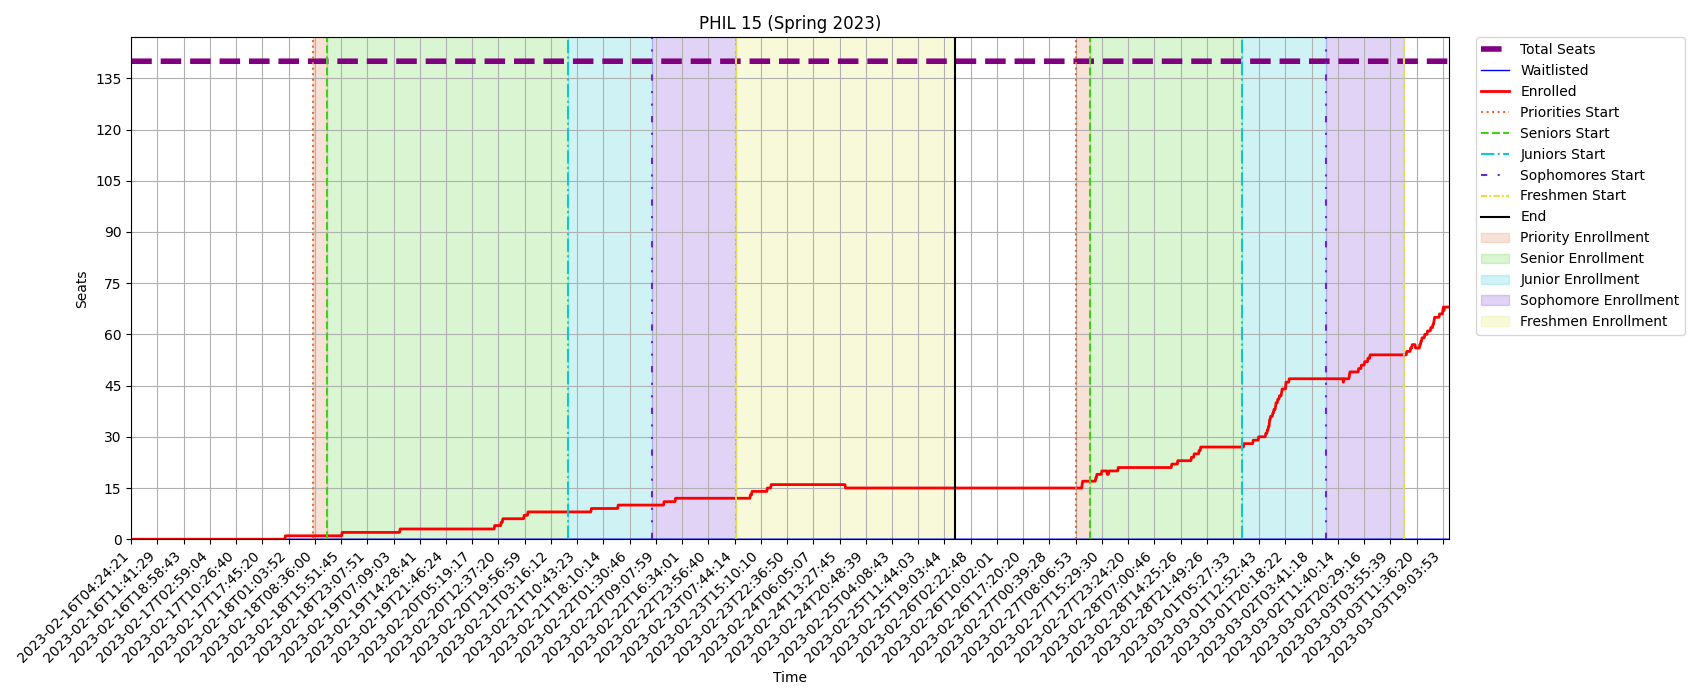 PHIL 15 (Spring 2023)
Seats
135
120
105
90
75
60
45
30
15
0
2023-02-16T04:24:21
2023-02-16T11:41:29
2023-02-16T18:58:43
2023-02-17T02:59:04
2023-02-17T10:26:40
2023-02-17T17:45:20
2023-02-18T01:03:52
2023-02-18T08:36:00
2023-02-18T15:51:45
2023-02-18T23:07:51
2023-02-19T07:09:03
2023-02-19T14:28:41
2023-02-19T21:46:24
2023-02-20T05:19:17
2023-02-20T12:37:20
2023-02-20T19:56:59
2023-02-21T03:16:12
2023-02-21T10:43:23
2023-02-21T18:10:14
2023-02-22T01:30:46
2023-02-22T09:07:59
2023-02-22T16:34:01
2023-02-22T23:56:40
2023-02-23T07:44:14
2023-02-23T15:10:10
2023-02-23T22:36:50
2023-02-24T06:05:07
2023-02-24T13:27:45
2023-02-24T20:48:39
2023-02-25T04:08:43
2023-02-25T11:44:03
2023-02-25T19:03:44
2023-02-26T02:22:48
2023-02-26T10:02:01
2023-02-26T17:20:20
2023-02-27T00:39:28
2023-02-27T08:06:53
2023-02-27T15:29:30
2023-02-27T23:24:20
2023-02-28T07:00:46
2023-02-28T14:25:26
2023-02-28T21:49:26
2023-03-01T05:27:33
2023-03-01T12:52:43
2023-03-01T20:18:22
2023-03-02T03:41:18
2023-03-02T11:40:14
2023-03-02T20:29:16
2023-03-03T03:55:39
2023-03-03T11:36:20
2023-03-03T19:03:53
Time
Total Seats
Waitlisted
Enrolled
Priorities Start
Seniors Start
Juniors Start
Sophomores Start
Freshmen Start
End
Priority Enrollment
Senior Enrollment
Junior Enrollment
Sophomore Enrollment
Freshmen Enrollment